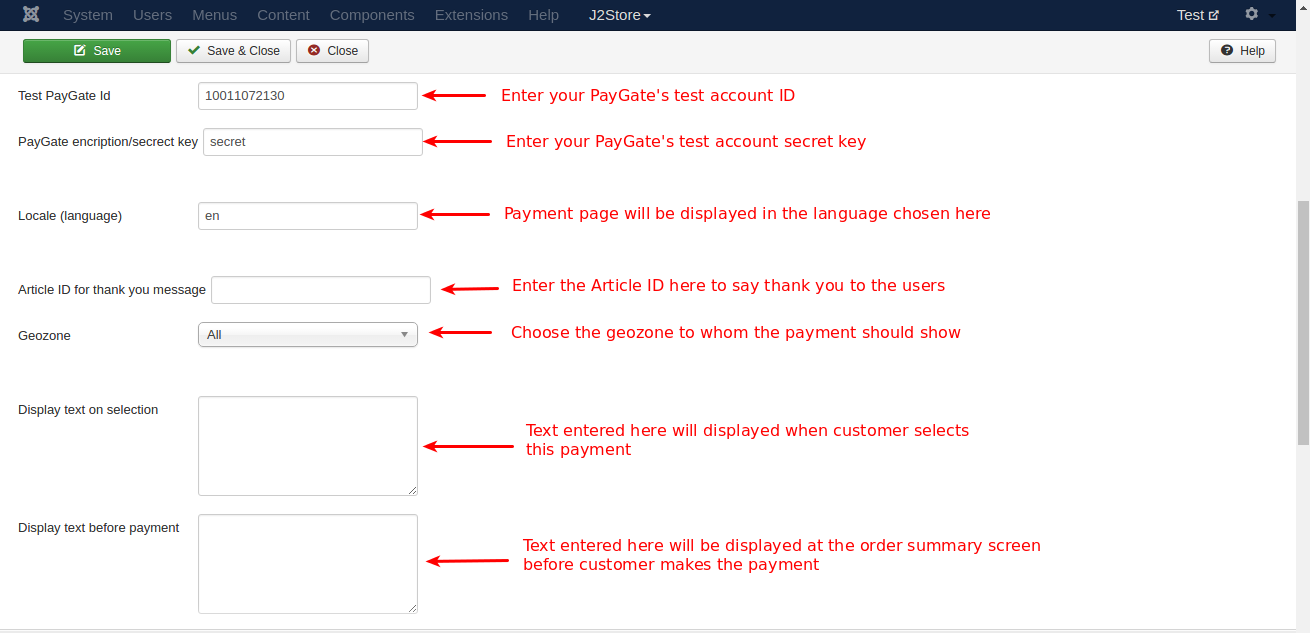 System Users Menus Content Components Extensions Help J2Store Test
Save Save & Close Close Help
Test PayGate Id 10011072130 Enter your PayGate's test account ID
PayGate encription/secrect key secret Enter your PayGate's test account secret key
Locale (language) en Payment page will be displayed in the language chosen here
Article ID for thank you message Enter the Article ID here to say thank you to the users
Geozone All Choose the geozone to whom the payment should show
Display text on selection
Text entered here will displayed when customer selects
this payment
Display text before payment
Text entered here will be displayed at the order summary screen
before customer makes the payment